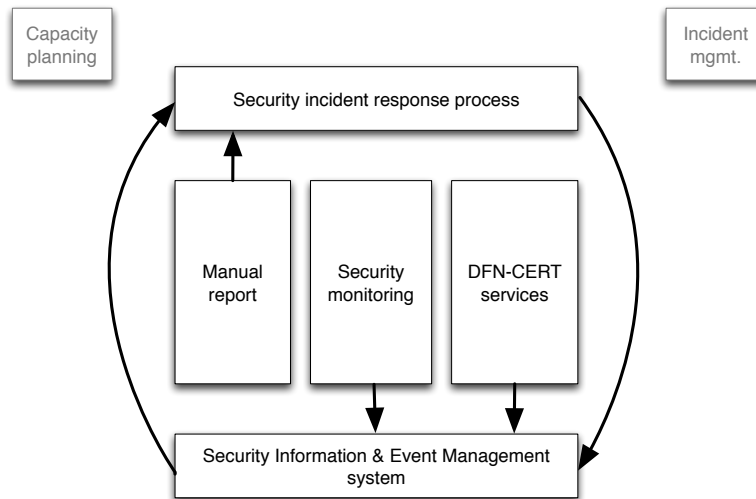 Capacity
planning
Incident
mgmt.
Security incident response process
Manual
report
Security
monitoring
DFN-CERT
services
Security Information & Event Management
system